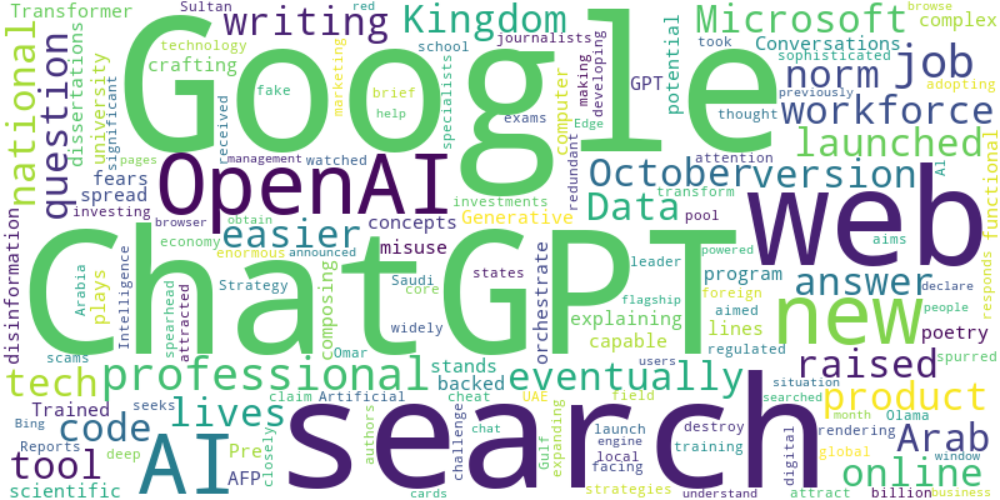 Transformer
Sultan
writing
Kingdom
red
Microsoft
browse
complex
Google
technology
crafting
national
question
dissertations
university
significant
received
fake
marketing
brief
help
school
journalists
specialists
exams
computer
making
developing
Edge
GPT
potential
took
Conversations
sophisticated
norm
job
previously
thought
workforce
adopting
launched
pages
management
watched
fears
spread
investing
browser
OpenAI
concepts
investments
Generative
redundant
October
version
attention
transform
Data
pool
AI
web
functional
disinformation
economy
obtain
easier
enormous
announced
misuse
ChatGPT
Arabia
plays
Intelligence
spearhead
attracted
Strategy
composing
Saudi
core
widely
Omar
states
orchestrate
leader
flagship
explaining
capable
powered
program
foreign
aimed
lines
regulated
aims
answer
declare
new
people
poetry
responds
scams
tech
professional
stands
backed
eventually
users
raised
spurred
Trained
Bing
seeks
lives
claim
Artificial
cheat
UAE
field
searched
situation
product
month
Olama
code
Reports
deep
tool
scientific
AI
Pre
AFP
closely
search
authors
challenge
chat
cards
Gulf
expanding
launch
engine
local
facing
strategies
destroy
training
understand
digital
rendering
global
Arab
window
online
attract
billion
business